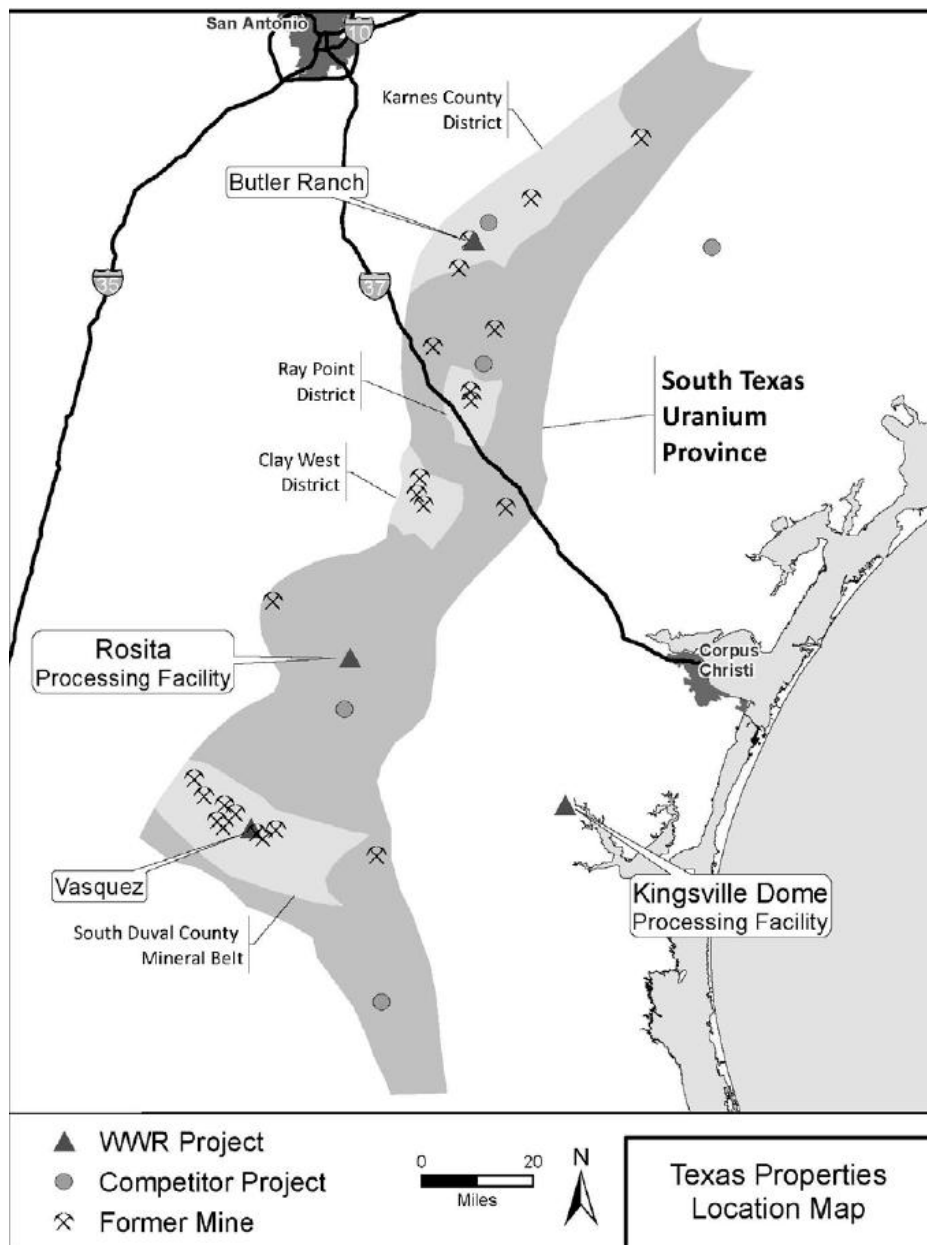 San Antonio
10
Karnes County
District
Butler Ranch
35
37
Ray Point
District
South Texas
Uranium
Province
Clay West
District
Rosita
Processing Facility
Corpus
Christi
Vasquez
Kingsville Dome
Processing Facility
South Duval County
Mineral Belt
WWR Project
Competitor Project
Former Mine
0 20
Miles
N
Texas Properties
Location Map